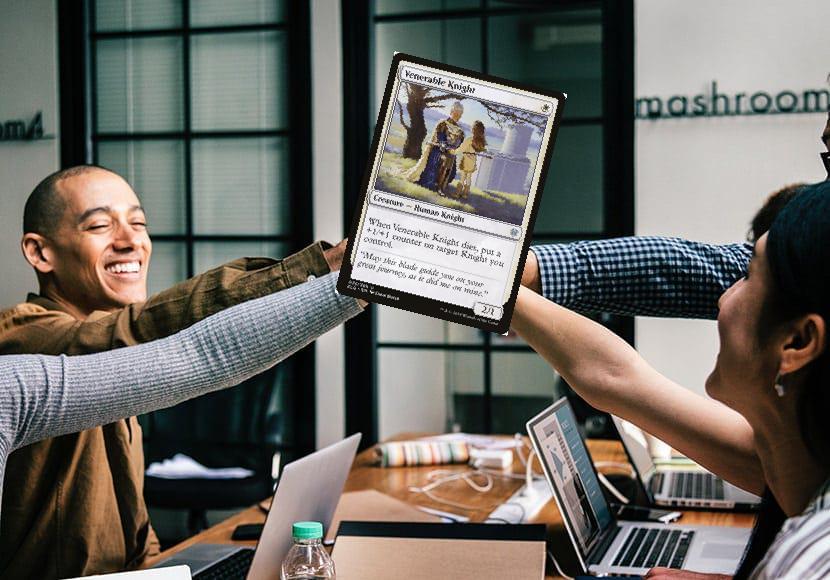 Venerable Knight
Creature — Human Knight
When Venerable Knight dies, put a
+1/+1 counter on target Knight you
control.
"May this blade guide you on your
great journey, as it did me on mine."
2/1
mashroom